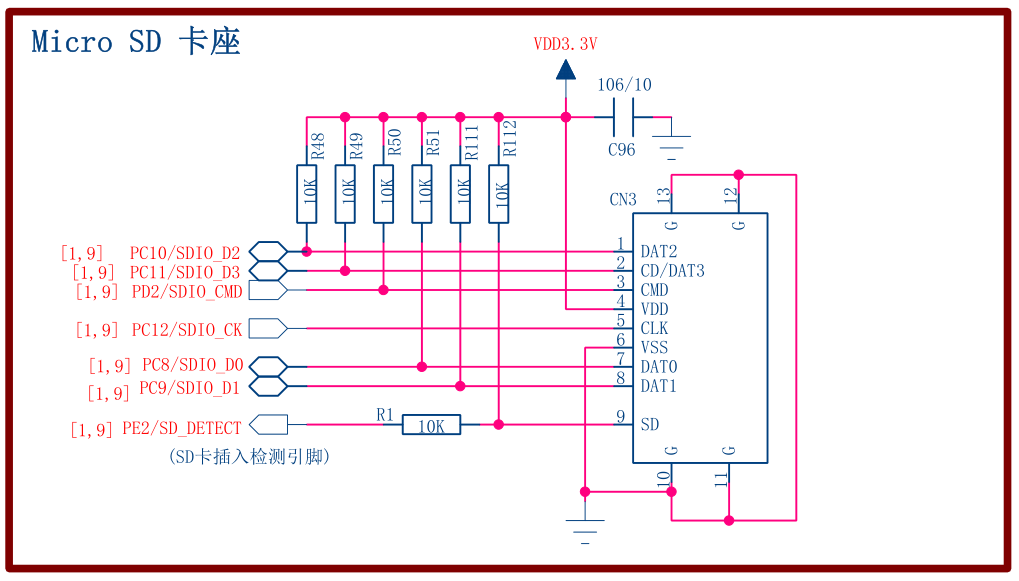 Micro SD 卡座
VDD3.3V
106/10
C96
R48
R49
R50
R51
R111
R112
10K
10K
10K
10K
10K
10K
CN3
13
12
G
G
[1,9] PC10/SDIO_D2
1
DAT2
[1,9] PC11/SDIO_D3
2
CD/DAT3
[1,9] PD2/SDIO_CMD
3
CMD
4
VDD
[1,9] PC12/SDIO_CK
5
CLK
6
VSS
[1,9] PC8/SDIO_D0
7
DAT0
[1,9] PC9/SDIO_D1
8
DAT1
[1,9] PE2/SD_DETECT
R1
10K
9
SD
(SD卡插入检测引脚)
G
G
10
11